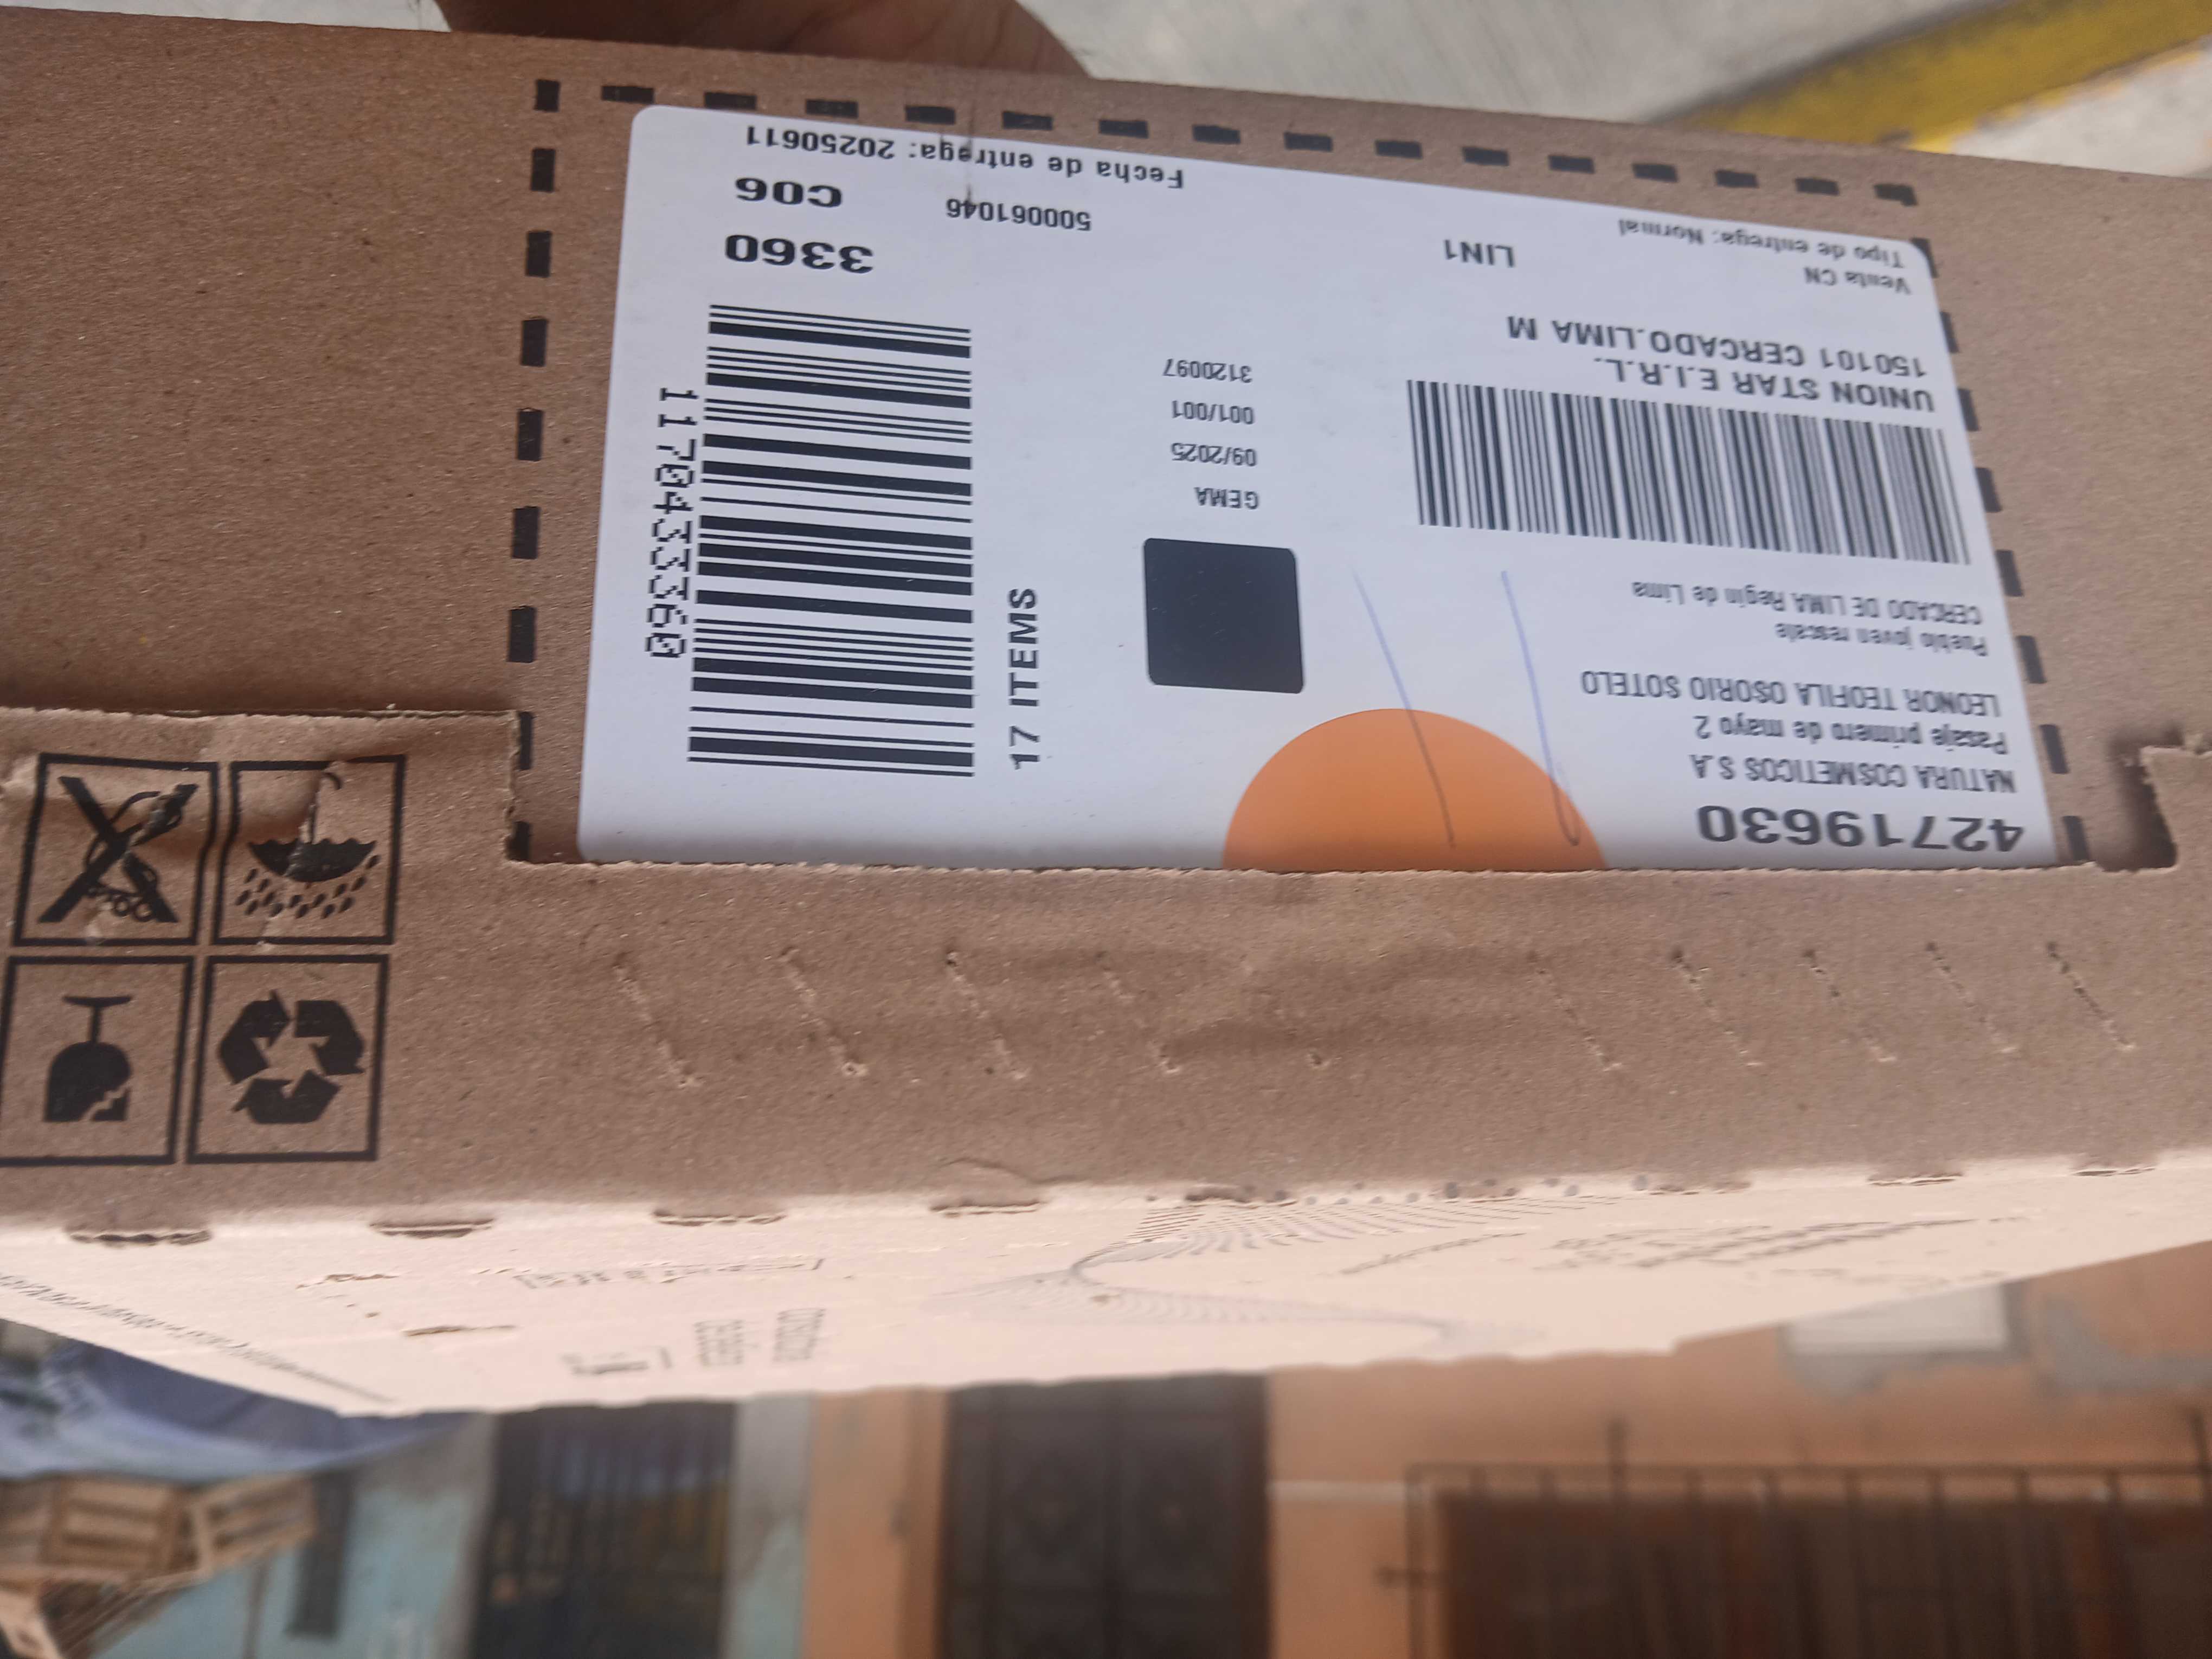 42719630
NATURA COSMETICOS S.A
Pasaje primero de mayo 2
LEONOR TEOFILA OSORIO SOTELO
Pueblo joven rescate
CERCADO DE LIMA Regin de Lima
UNION STAR E.I.R.L.
150101 CERCADO.LIMA M
Venta CN
Tipo de entrega: Normal
LIN1
GEMA
09/2025
001/001
3120097
17 ITEMS
11704333360
3360
C06
500061046
Fecha de entrega: 20250611